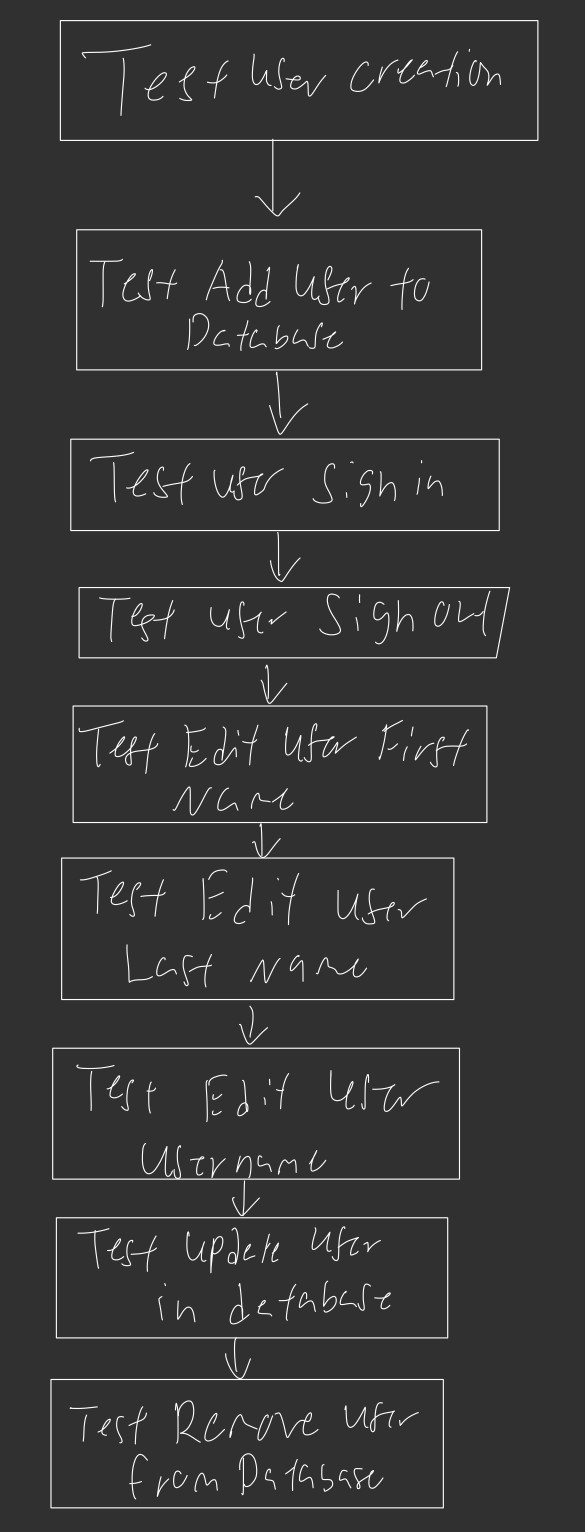 Test User creation
Test Add User to
Database
Test user Sign in
Test user Sign out
Test Edit User First
Name
Test Edit User
Last Name
Test Edit User
Username
Test Update User
in database
Test Remove User
from Database